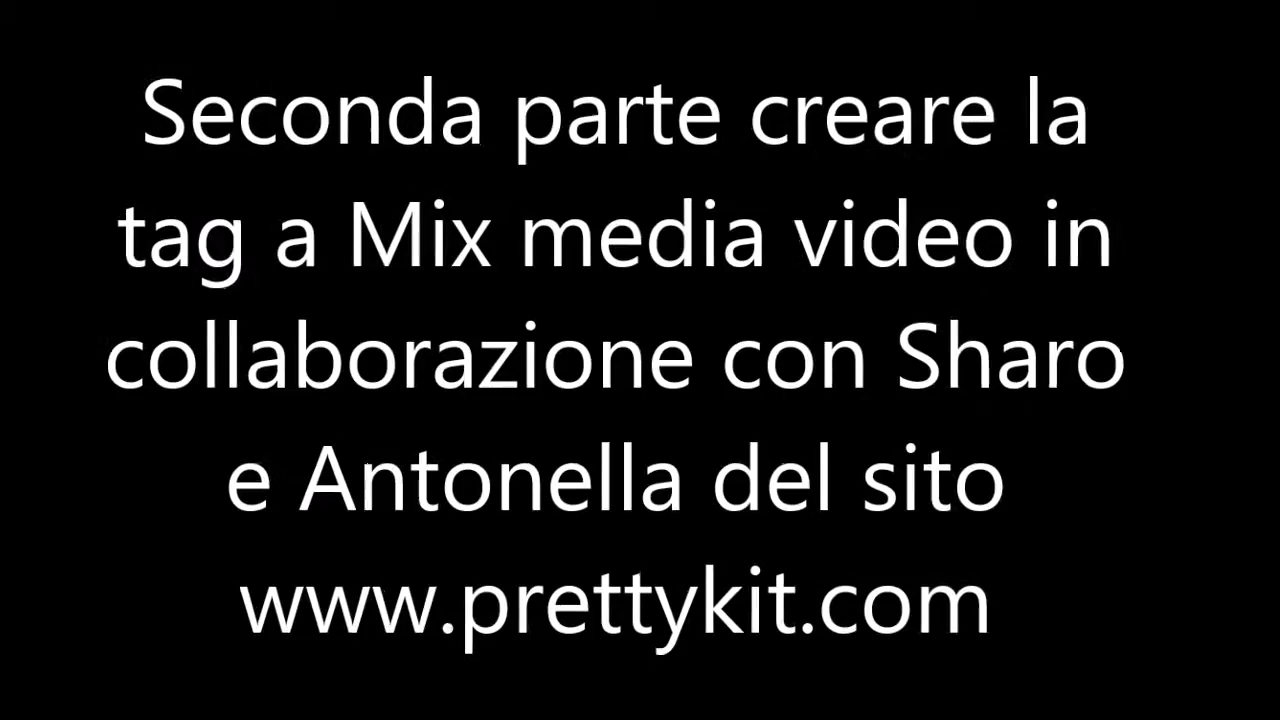 Seconda parte creare la
tag a Mix media video in
collaborazione con Sharo
e Antonella del sito
www.prettykit.com